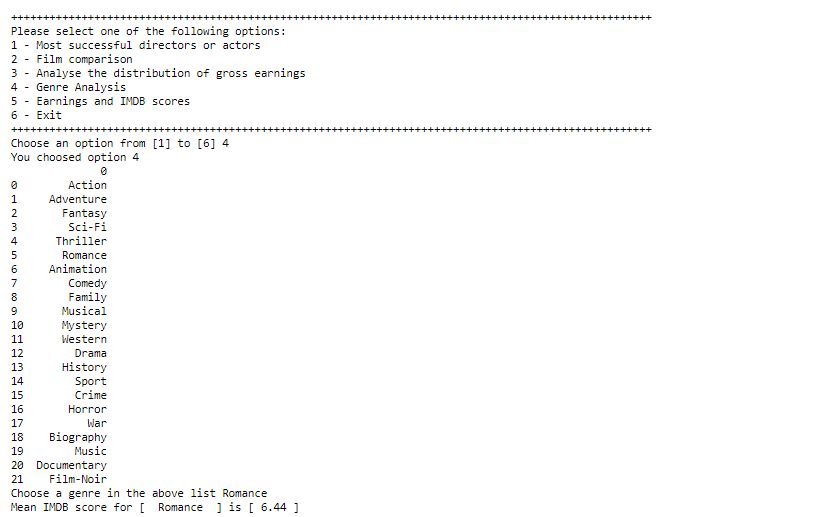 ++++++++++++++++++++++++++++++++++++++++++++++++++++++++++++++++++++++++++++++++++++++++++++++++++++
Please select one of the following options:
1 - Most successful directors or actors
2 - Film comparison
3 - Analyse the distribution of gross earnings
4 - Genre Analysis
5 - Earnings and IMDB scores
6 - Exit
++++++++++++++++++++++++++++++++++++++++++++++++++++++++++++++++++++++++++++++++++++++++++++++++++++
Choose an option from [1] to [6] 4
You choosed option 4
              0
0        Action
1     Adventure
2       Fantasy
3        Sci-Fi
4      Thriller
5       Romance
6     Animation
7        Comedy
8        Family
9       Musical
10      Mystery
11      Western
12        Drama
13      History
14        Sport
15        Crime
16       Horror
17          War
18    Biography
19        Music
20  Documentary
21    Film-Noir
Choose a genre in the above list Romance
Mean IMDB score for [  Romance  ] is [ 6.44 ]